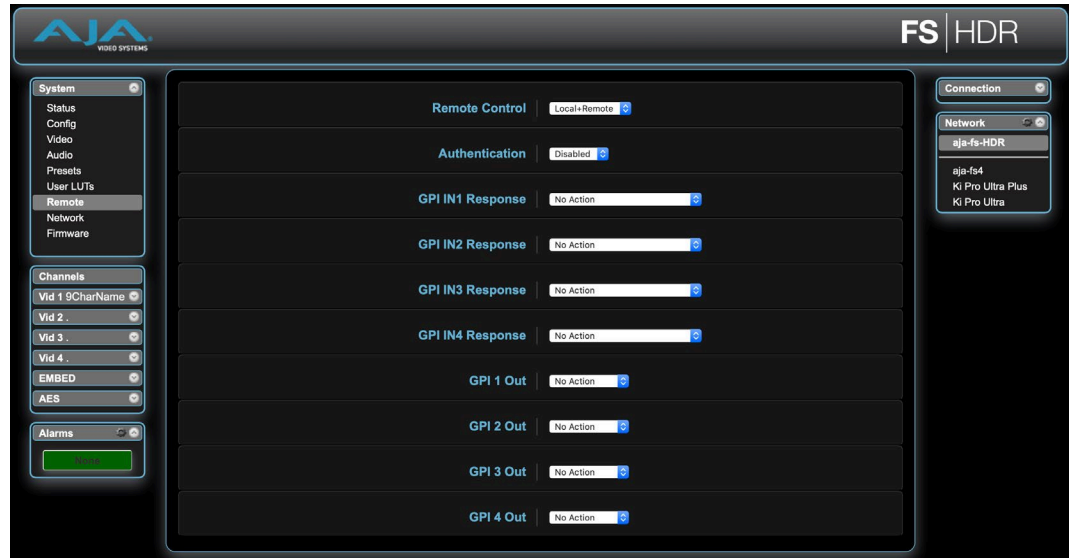 AJA
VIDEO SYSTEMS
FS|HDR
System
Status
Config
Video
Audio
Presets
User LUTs
Remote
Network
Firmware
Channels
Vid 1 9CharName
Vid 2 .
Vid 3 .
Vid 4 .
EMBED
AES
Alarms
None
Remote Control Local+Remote
Authentication Disabled
GPI IN1 Response No Action
GPI IN2 Response No Action
GPI IN3 Response No Action
GPI IN4 Response No Action
GPI 1 Out No Action
GPI 2 Out No Action
GPI 3 Out No Action
GPI 4 Out No Action
Connection
Network
aja-fs-HDR
aja-fs4
Ki Pro Ultra Plus
Ki Pro Ultra